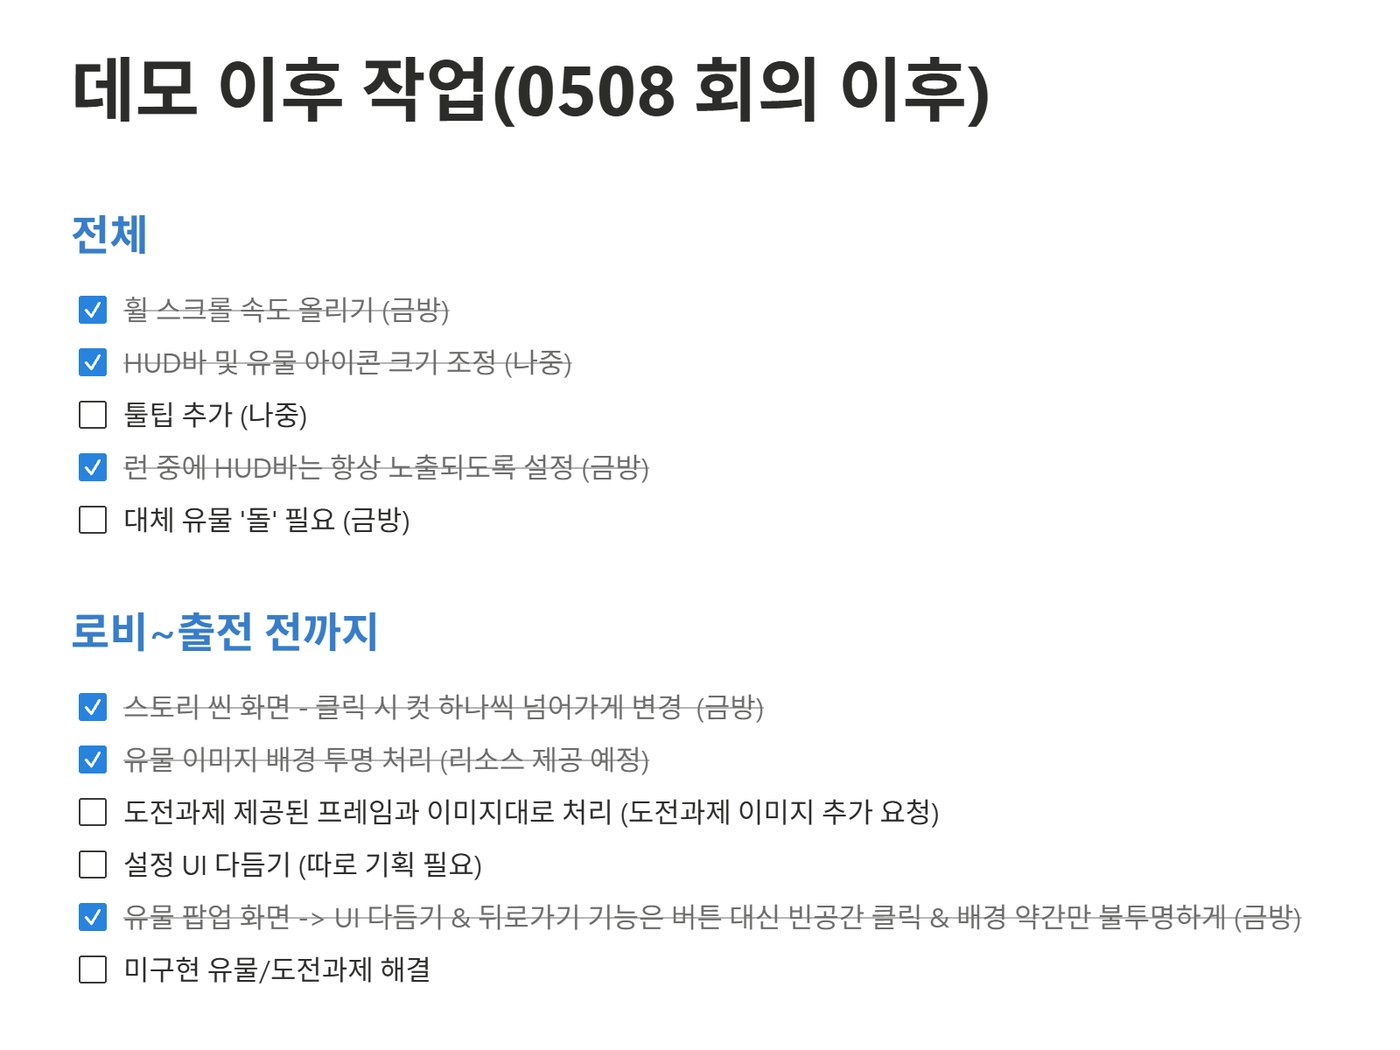 데모 이후 작업(0508 회의 이후)
전체
휠 스크롤 속도 올리기 (금방)
HUD바 및 유물 아이콘 크기 조정 (나중)
툴팁 추가 (나중)
런 중에 HUD바는 항상 노출되도록 설정 (금방)
대체 유물 '돌' 필요 (금방)
로비~출전 전까지
스토리 씬 화면 - 클릭 시 컷 하나씩 넘어가게 변경 (금방)
유물 이미지 배경 투명 처리 (리소스 제공 예정)
도전과제 제공된 프레임과 이미지대로 처리 (도전과제 이미지 추가 요청)
설정 UI 다듬기 (따로 기획 필요)
유물 팝업 화면 -> UI 다듬기 & 뒤로가기 기능은 버튼 대신 빈공간 클릭 & 배경 약간만 불투명하게 (금방)
미구현 유물/도전과제 해결